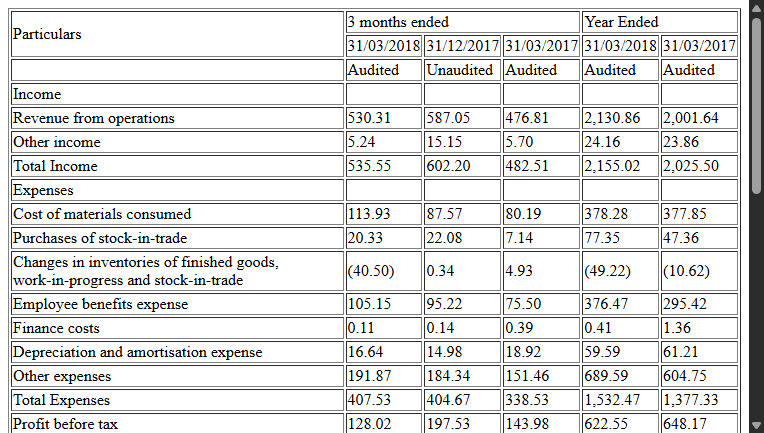 Particulars 3 months ended Year Ended
31/03/2018 31/12/2017 31/03/2017 31/03/2018 31/03/2017
Audited Unaudited Audited Audited Audited
Income
Revenue from operations 530.31 587.05 476.81 2,130.86 2,001.64
Other income 5.24 15.15 5.70 24.16 23.86
Total Income 535.55 602.20 482.51 2,155.02 2,025.50
Expenses
Cost of materials consumed 113.93 87.57 80.19 378.28 377.85
Purchases of stock-in-trade 20.33 22.08 7.14 77.35 47.36
Changes in inventories of finished goods,
work-in-progress and stock-in-trade (40.50) 0.34 4.93 (49.22) (10.62)
Employee benefits expense 105.15 95.22 75.50 376.47 295.42
Finance costs 0.11 0.14 0.39 0.41 1.36
Depreciation and amortisation expense 16.64 14.98 18.92 59.59 61.21
Other expenses 191.87 184.34 151.46 689.59 604.75
Total Expenses 407.53 404.67 338.53 1,532.47 1,377.33
Profit before tax 128.02 197.53 143.98 622.55 648.17